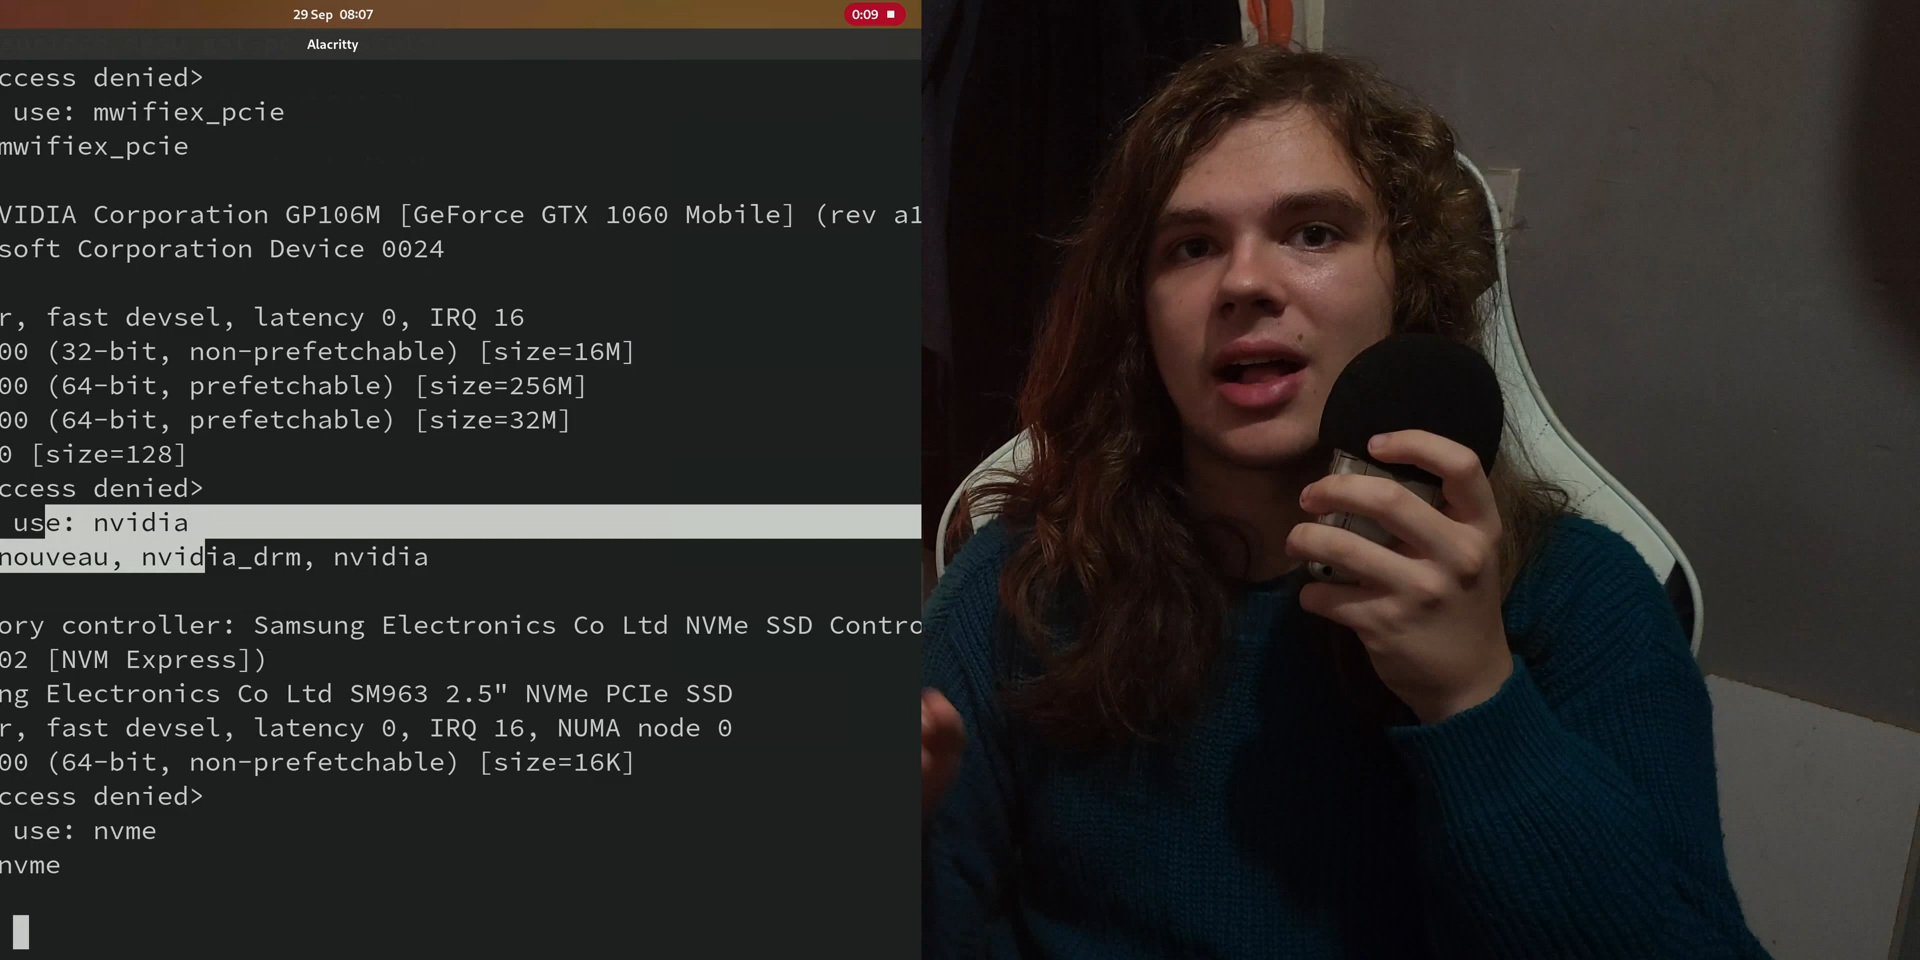 29 Sep 08:07
0:09
Alacritty
ccess denied>
use: mwifiex_pcie
mwifiex_pcie
VIDIA Corporation GP106M [GeForce GTX 1060 Mobile] (rev a1
soft Corporation Device 0024
r, fast devsel, latency 0, IRQ 16
00 (32-bit, non-prefetchable) [size=16M]
00 (64-bit, prefetchable) [size=256M]
00 (64-bit, prefetchable) [size=32M]
0 [size=128]
ccess denied>
use: nvidia
nouveau, nvidia_drm, nvidia
ory controller: Samsung Electronics Co Ltd NVMe SSD Contro
02 [NVM Express])
ng Electronics Co Ltd SM963 2.5" NVMe PCIe SSD
r, fast devsel, latency 0, IRQ 16, NUMA node 0
00 (64-bit, non-prefetchable) [size=16K]
ccess denied>
use: nvme
nvme